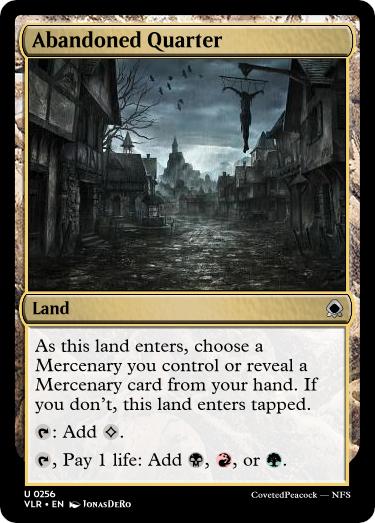 Abandoned Quarter
Land
As this land enters, choose a
Mercenary you control or reveal a
Mercenary card from your hand. If
you don't, this land enters tapped.
: Add .
, Pay 1 life: Add , , or .
U 0256
VLR • EN JonasDeRo
CovetedPeacock — NFS